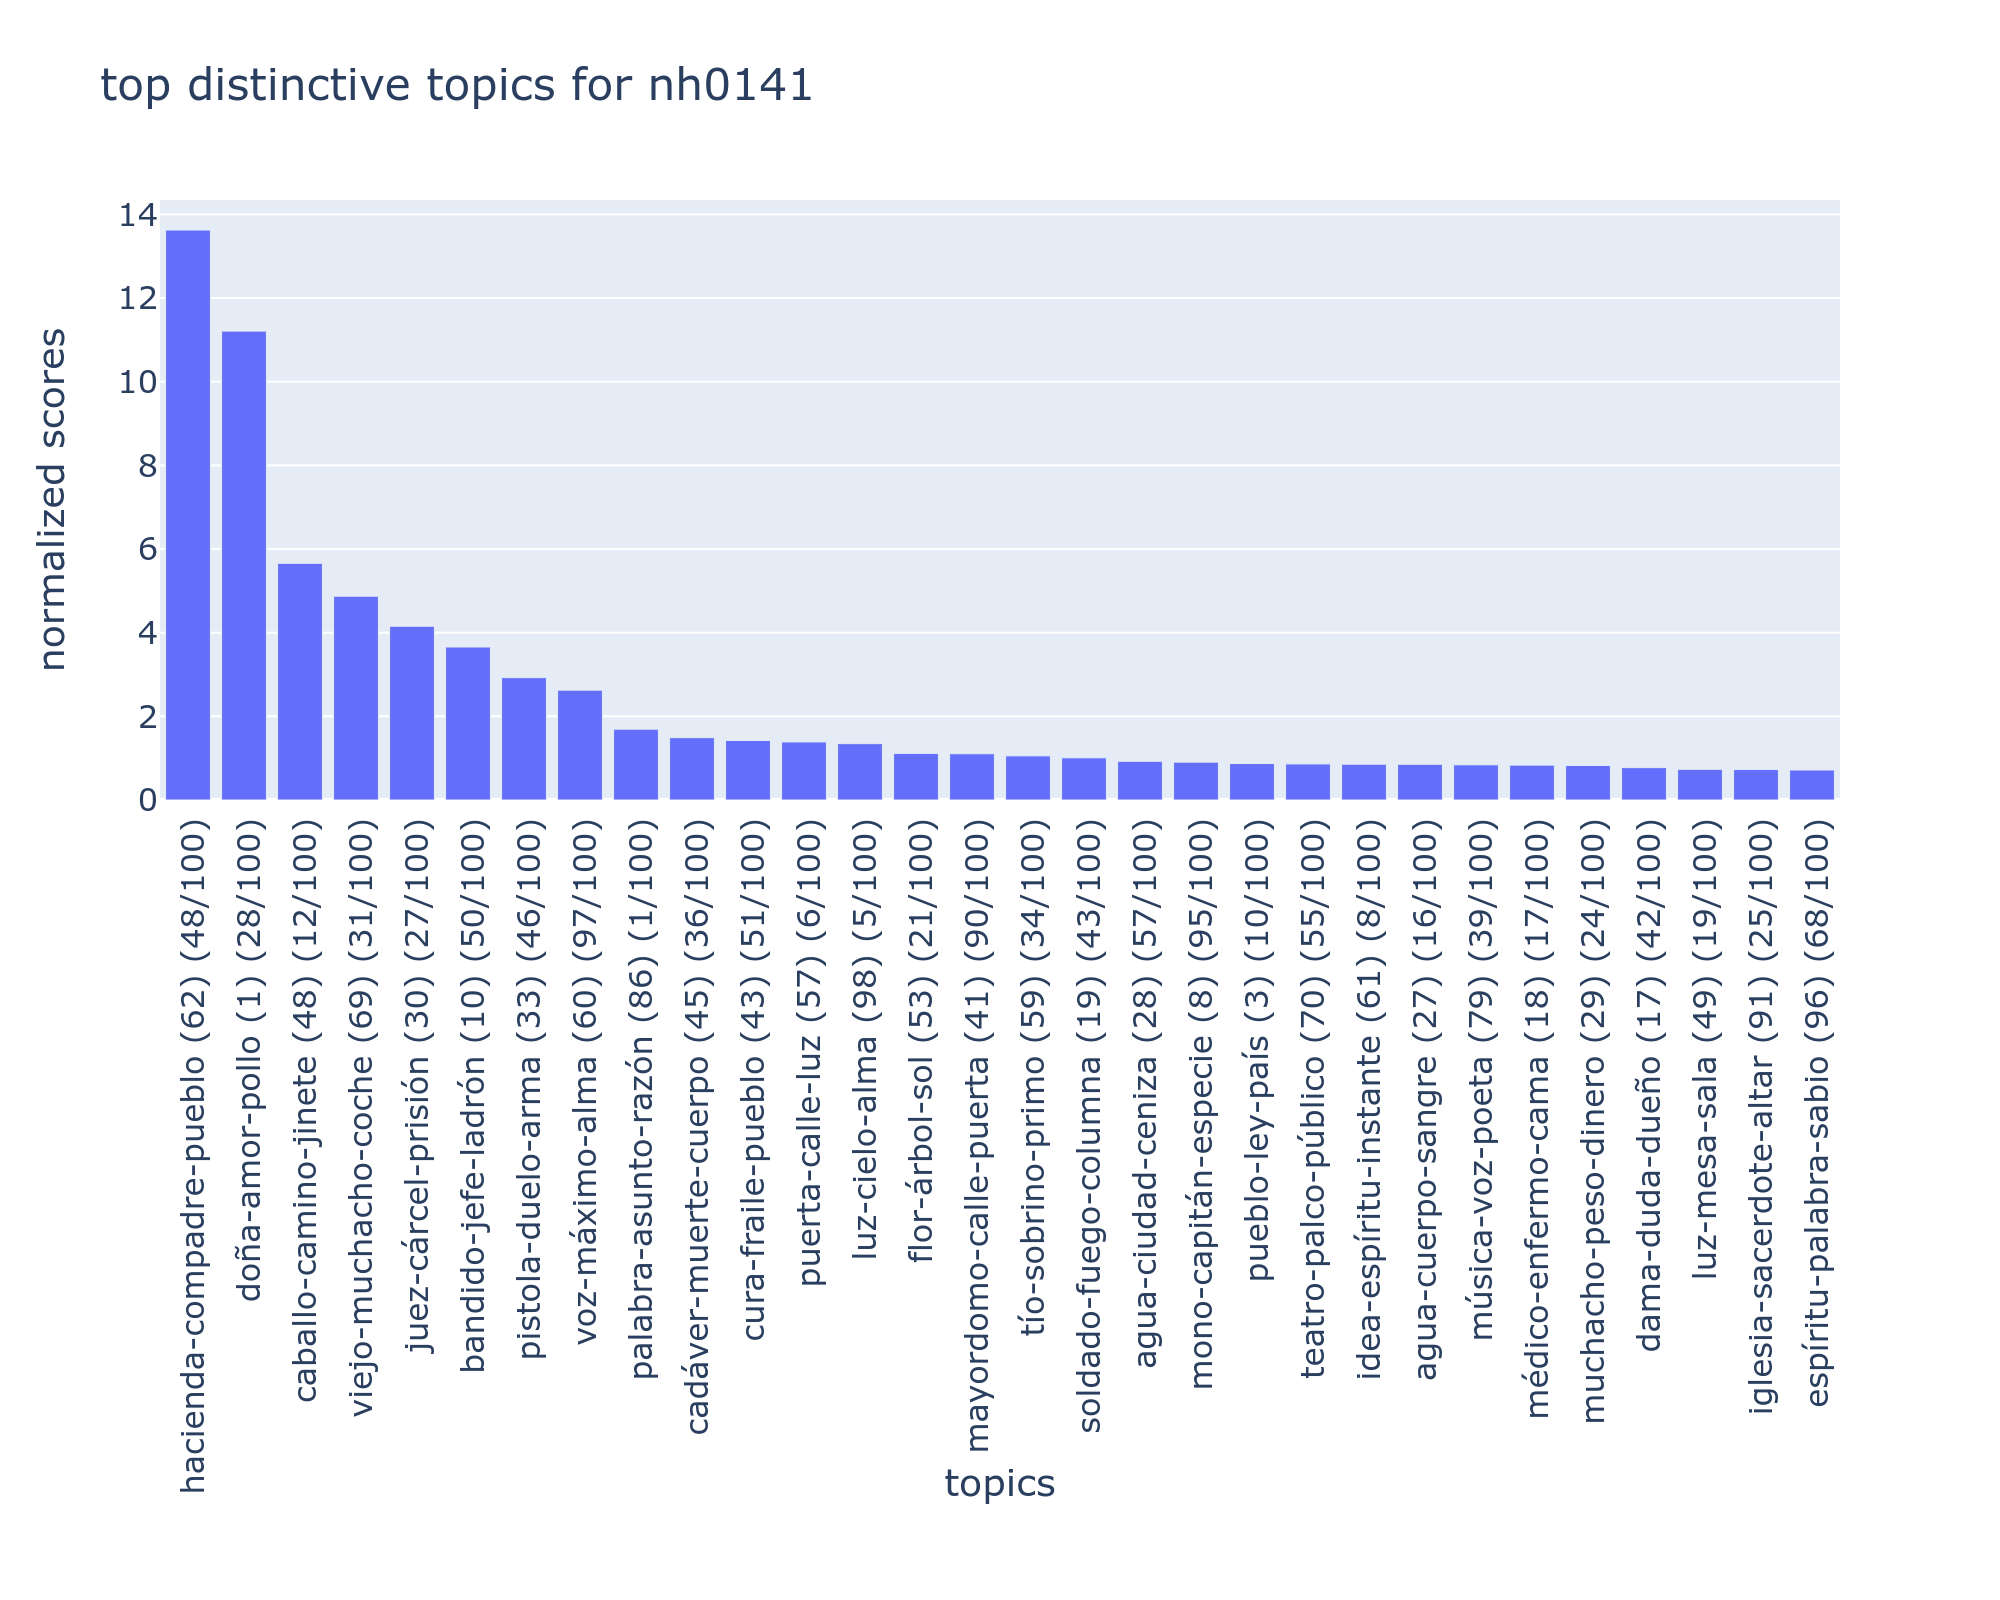 top distinctive topics for nh0141
normalized scores
14
12
10
8
6
4
2
0
hacienda-compadre-pueblo (62) (48/100)
doña-amor-pollo (1) (28/100)
caballo-camino-jinete (48) (12/100)
viejo-muchacho-coche (69) (31/100)
juez-cárcel-prisión (30) (27/100)
bandido-jefe-ladrón (10) (50/100)
pistola-duelo-arma (33) (46/100)
voz-máximo-alma (60) (97/100)
palabra-asunto-razón (86) (1/100)
cadáver-muerte-cuerpo (45) (36/100)
cura-fraile-pueblo (43) (51/100)
puerta-calle-luz (57) (6/100)
luz-cielo-alma (98) (5/100)
flor-árbol-sol (53) (21/100)
mayordomo-calle-puerta (41) (90/100)
tío-sobrino-primo (59) (34/100)
soldado-fuego-columna (19) (43/100)
agua-ciudad-ceniza (28) (57/100)
mono-capitán-especie (8) (95/100)
pueblo-ley-país (3) (10/100)
teatro-palco-público (70) (55/100)
idea-espíritu-instante (61) (8/100)
agua-cuerpo-sangre (27) (16/100)
música-voz-poeta (79) (39/100)
médico-enfermo-cama (18) (17/100)
muchacho-peso-dinero (29) (24/100)
dama-duda-dueño (17) (42/100)
luz-mesa-sala (49) (19/100)
iglesia-sacerdote-altar (91) (25/100)
espíritu-palabra-sabio (96) (68/100)
topics